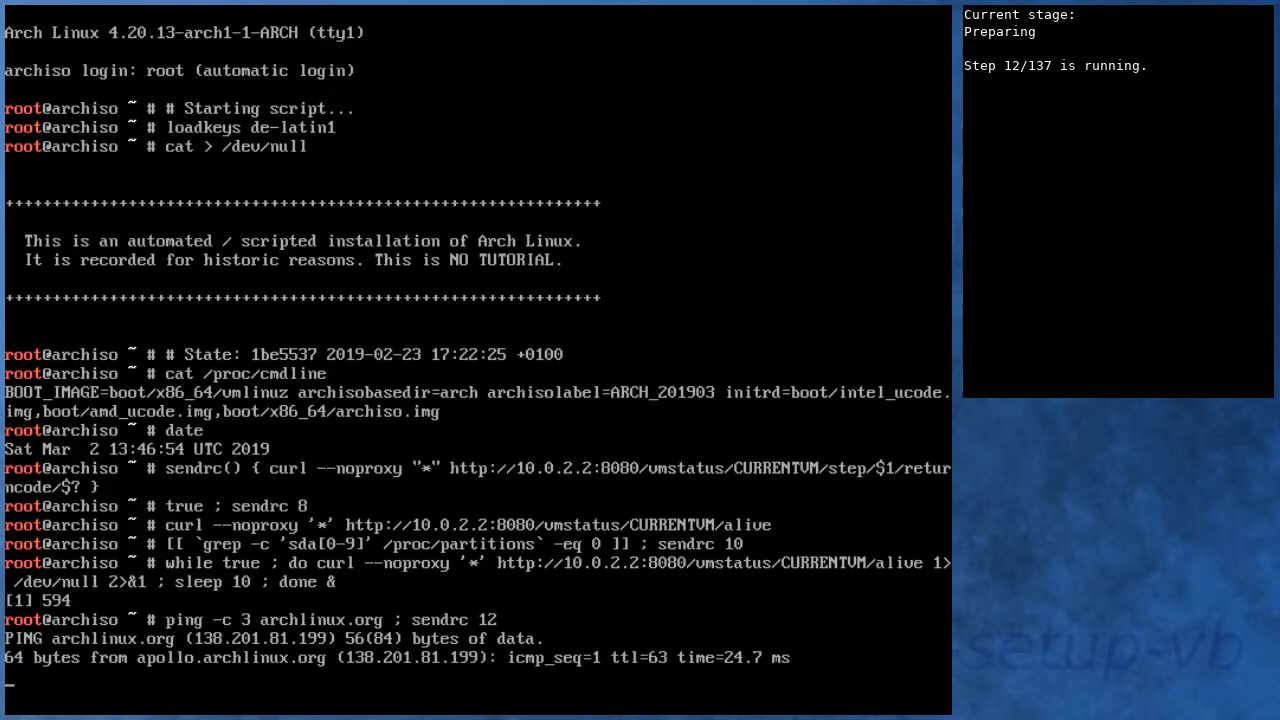 Arch Linux 4.20.13-arch1-1-ARCH (tty1)
archiso login: root (automatic login)
root@archiso ~ # # Starting script...
root@archiso ~ # loadkeys de-latin1
root@archiso ~ # cat > /dev/null
+++++++++++++++++++++++++++++++++++++++++++++++++++++++++++++++
This is an automated / scripted installation of Arch Linux.
It is recorded for historic reasons. This is NO TUTORIAL.
+++++++++++++++++++++++++++++++++++++++++++++++++++++++++++++++
root@archiso ~ # # State: 1be5537 2019-02-23 17:22:25 +0100
root@archiso ~ # cat /proc/cmdline
BOOT_IMAGE=boot/x86_64/vmlinuz archisobasedir=arch archisolabel=ARCH_201903 initrd=boot/intel_ucode.
img,boot/amd_ucode.img,boot/x86_64/archiso.img
root@archiso ~ # date
Sat Mar  2 13:46:54 UTC 2019
root@archiso ~ # sendrc() { curl --noproxy "*" http://10.0.2.2:8080/vmstatus/CURRENTVM/step/$1/retur
ncode/$? }
root@archiso ~ # true ; sendrc 8
root@archiso ~ # curl --noproxy '*' http://10.0.2.2:8080/vmstatus/CURRENTVM/alive
root@archiso ~ # [[ `grep -c 'sda[0-9]' /proc/partitions` -eq 0 ]] ; sendrc 10
root@archiso ~ # while true ; do curl --noproxy '*' http://10.0.2.2:8080/vmstatus/CURRENTVM/alive 1>
/dev/null 2>&1 ; sleep 10 ; done &
[1] 594
root@archiso ~ # ping -c 3 archlinux.org ; sendrc 12
PING archlinux.org (138.201.81.199) 56(84) bytes of data.
64 bytes from apollo.archlinux.org (138.201.81.199): icmp_seq=1 ttl=63 time=24.7 ms
_
Current stage:
Preparing
Step 12/137 is running.
setup-vb